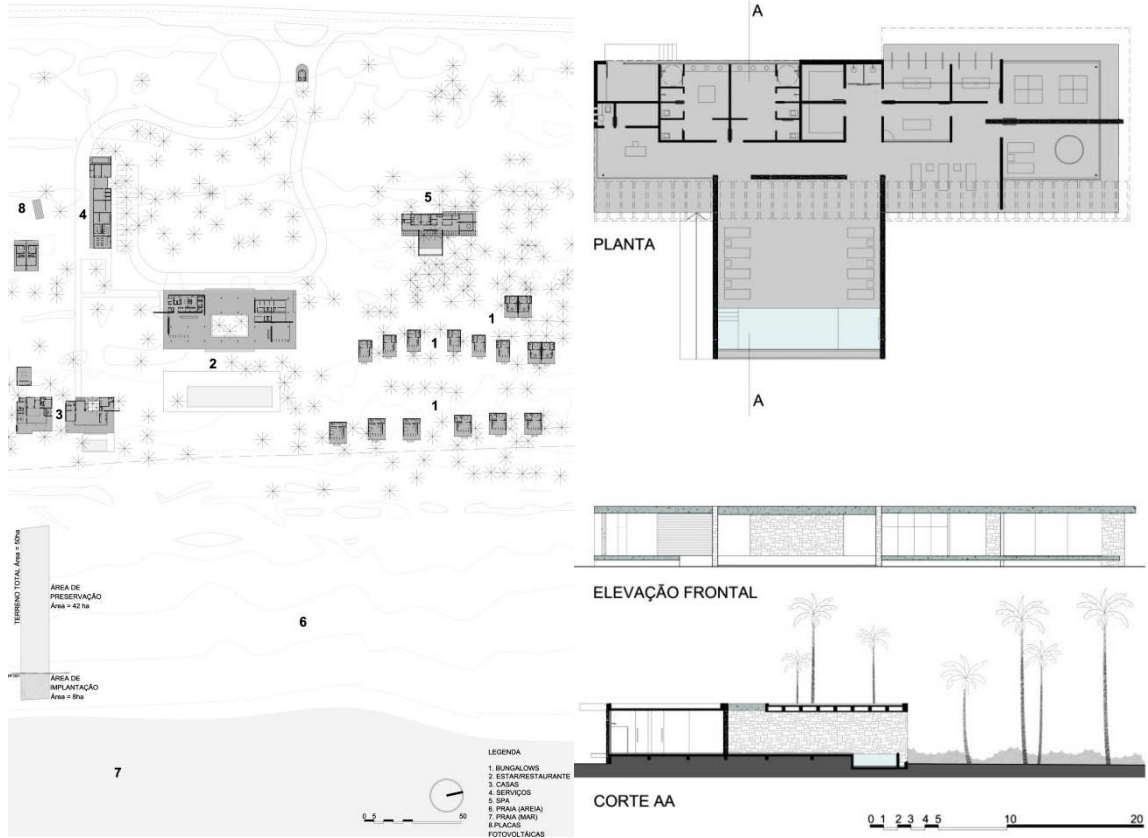 8
4
5
1
1
2
1
3
TERRENO TOTAL Área = 50ha
ÁREA DE
PRESERVAÇÃO
Área = 42 ha
ÁREA DE
IMPLANTAÇÃO
Área = 8ha
6
7
LEGENDA
1. BUNGALOWS
2. ESTAR/RESTAURANTE
3. CASAS
4. SERVIÇOS
5. SPA
6. PRAIA (AREIA)
7. PRAIA (MAR)
8.PLACAS
FOTOVOLTÁICAS
0 5 50
A
PLANTA
A
ELEVAÇÃO FRONTAL
CORTE AA
0 1 2 3 4 5 10 20